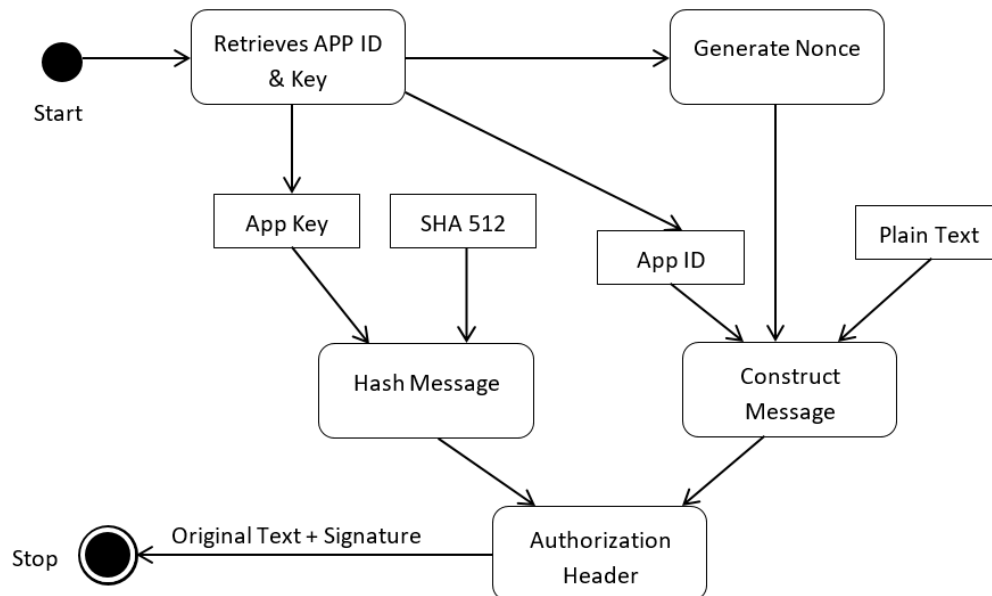 Retrieves APP ID
& Key
Generate Nonce
Start
App Key
SHA 512
App ID
Plain Text
Hash Message
Construct
Message
Original Text + Signature
Stop
Authorization
Header